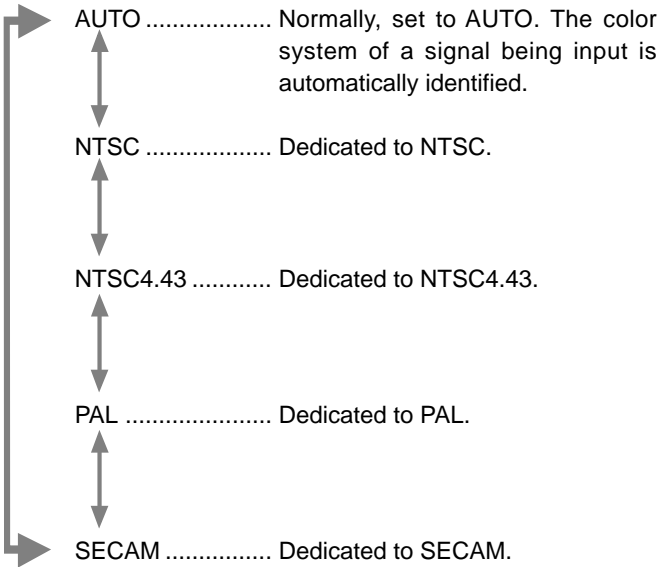 AUTO ................... Normally, set to AUTO. The color
system of a signal being input is
automatically identified.
NTSC ................... Dedicated to NTSC.
NTSC4.43 ............ Dedicated to NTSC4.43.
PAL ...................... Dedicated to PAL.
SECAM ................ Dedicated to SECAM.